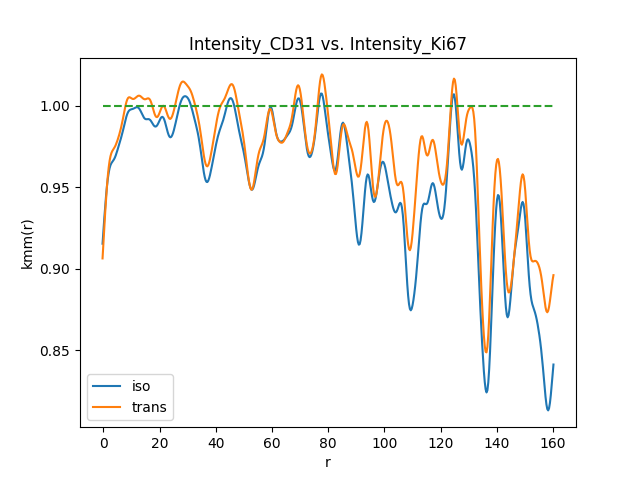 Intensity_CD31 vs. Intensity_Ki67
kmm(r)
1.00
0.95
0.90
0.85
iso
trans
0 20 40 60 80 100 120 140 160
r